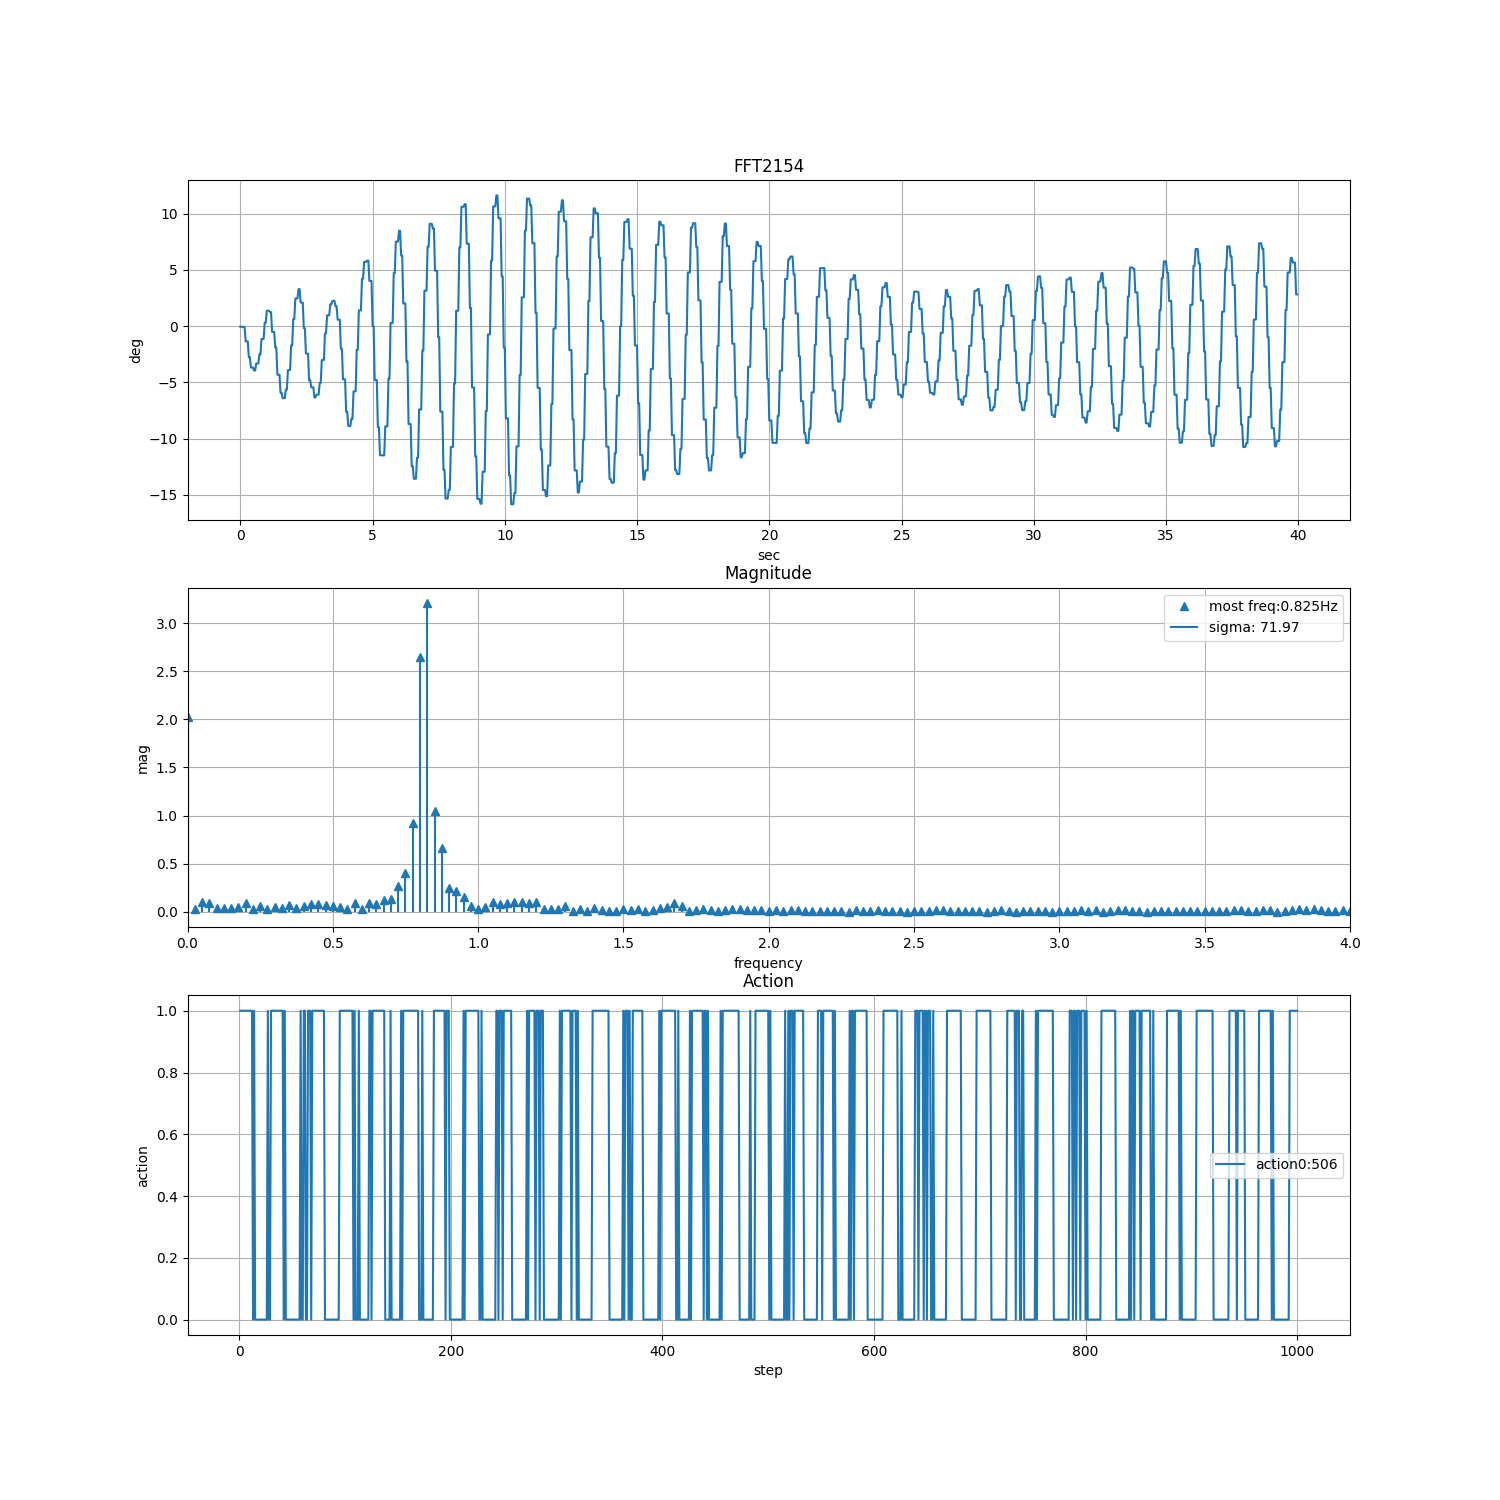 FFT2154
10
5
0
−5
−10
−15
deg
0 5 10 15 20 25 30 35 40
sec
Magnitude
most freq:0.825Hz
sigma: 71.97
3.0
2.5
2.0
1.5
1.0
0.5
0.0
mag
0.0 0.5 1.0 1.5 2.0 2.5 3.0 3.5 4.0
frequency
Action
1.0
0.8
0.6
0.4
0.2
0.0
action
action0:506
0 200 400 600 800 1000
step